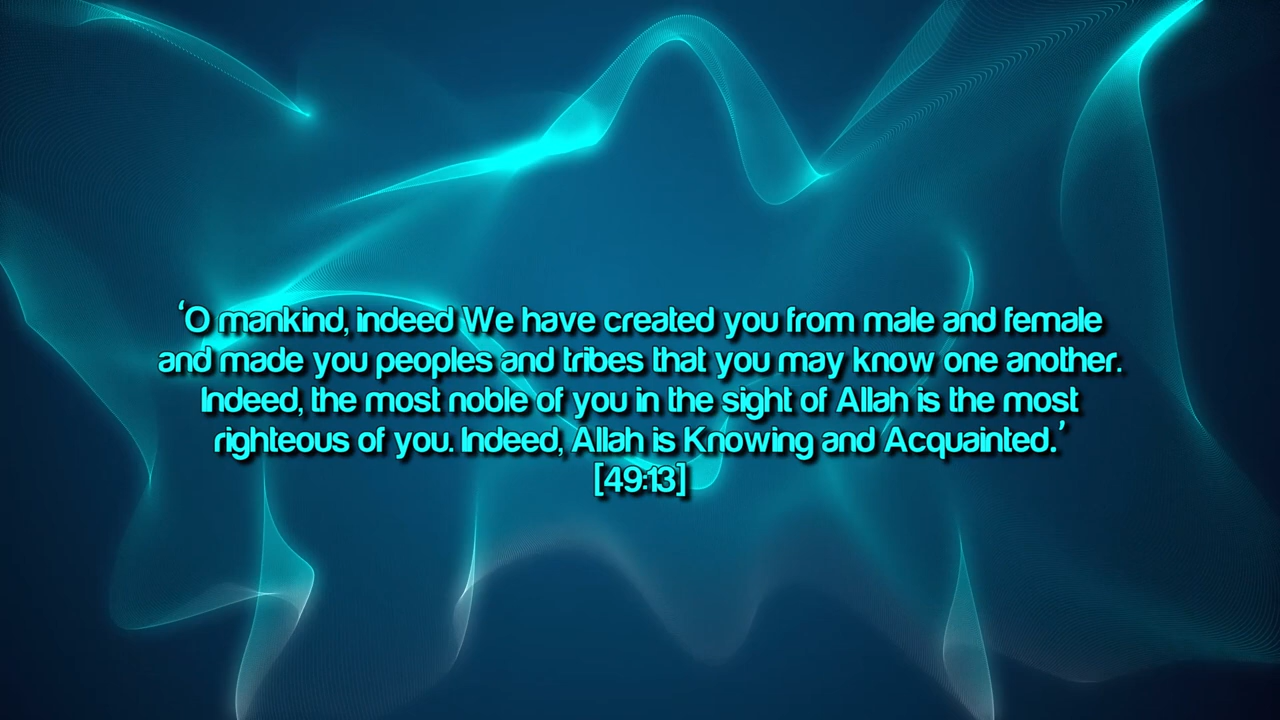 ‘O mankind, indeed We have created you from male and female
and made you peoples and tribes that you may know one another.
Indeed, the most noble of you in the sight of Allah is the most
righteous of you. Indeed, Allah is Knowing and Acquainted.’
[49:13]